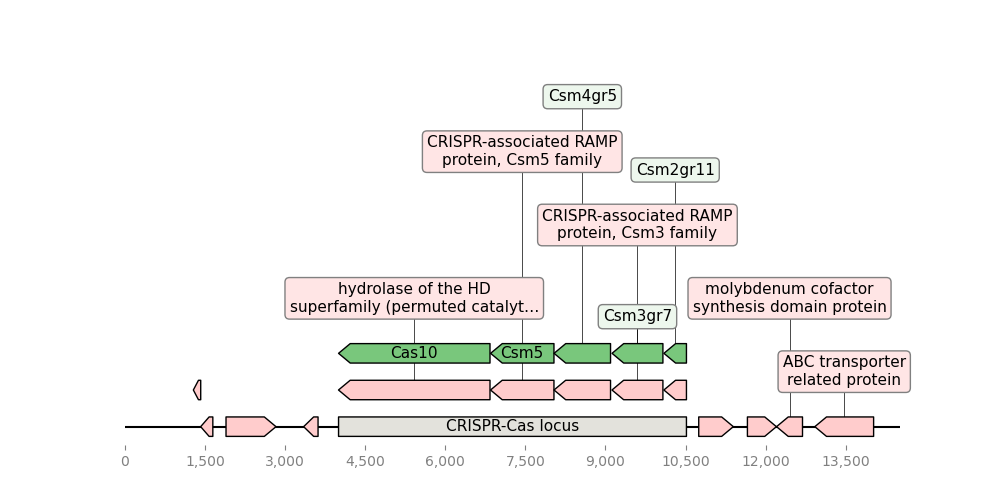 Csm4gr5
CRISPR-associated RAMP
protein, Csm5 family
Csm2gr11
CRISPR-associated RAMP
protein, Csm3 family
hydrolase of the HD
superfamily (permuted catalyt...
molybdenum cofactor
synthesis domain protein
Csm3gr7
Cas10
Csm5
ABC transporter
related protein
CRISPR-Cas locus
0 1,500 3,000 4,500 6,000 7,500 9,000 10,500 12,000 13,500